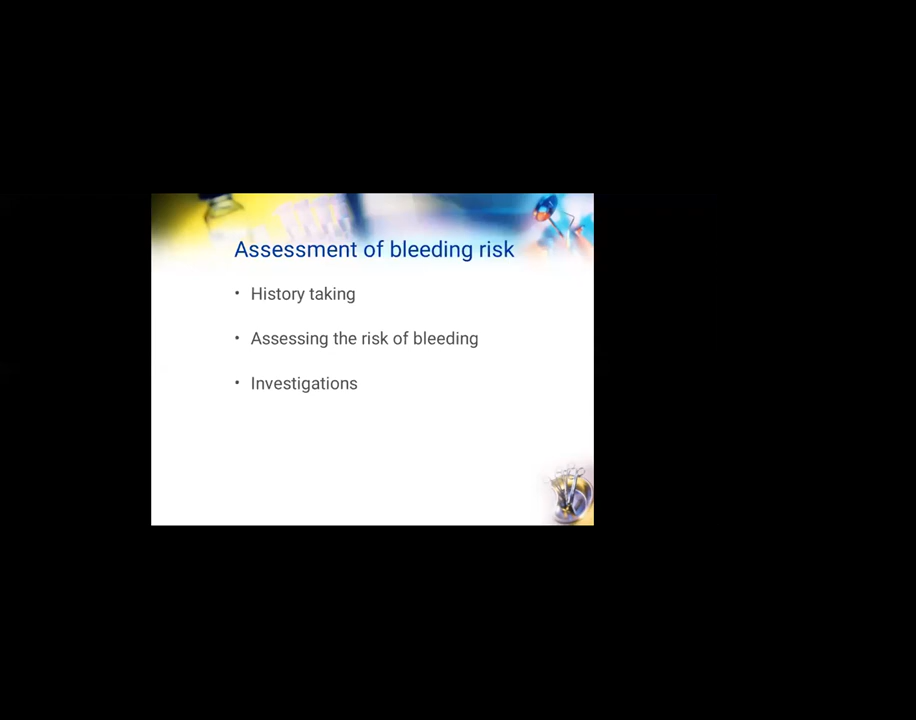 Assessment of bleeding risk
• History taking
• Assessing the risk of bleeding
• Investigations